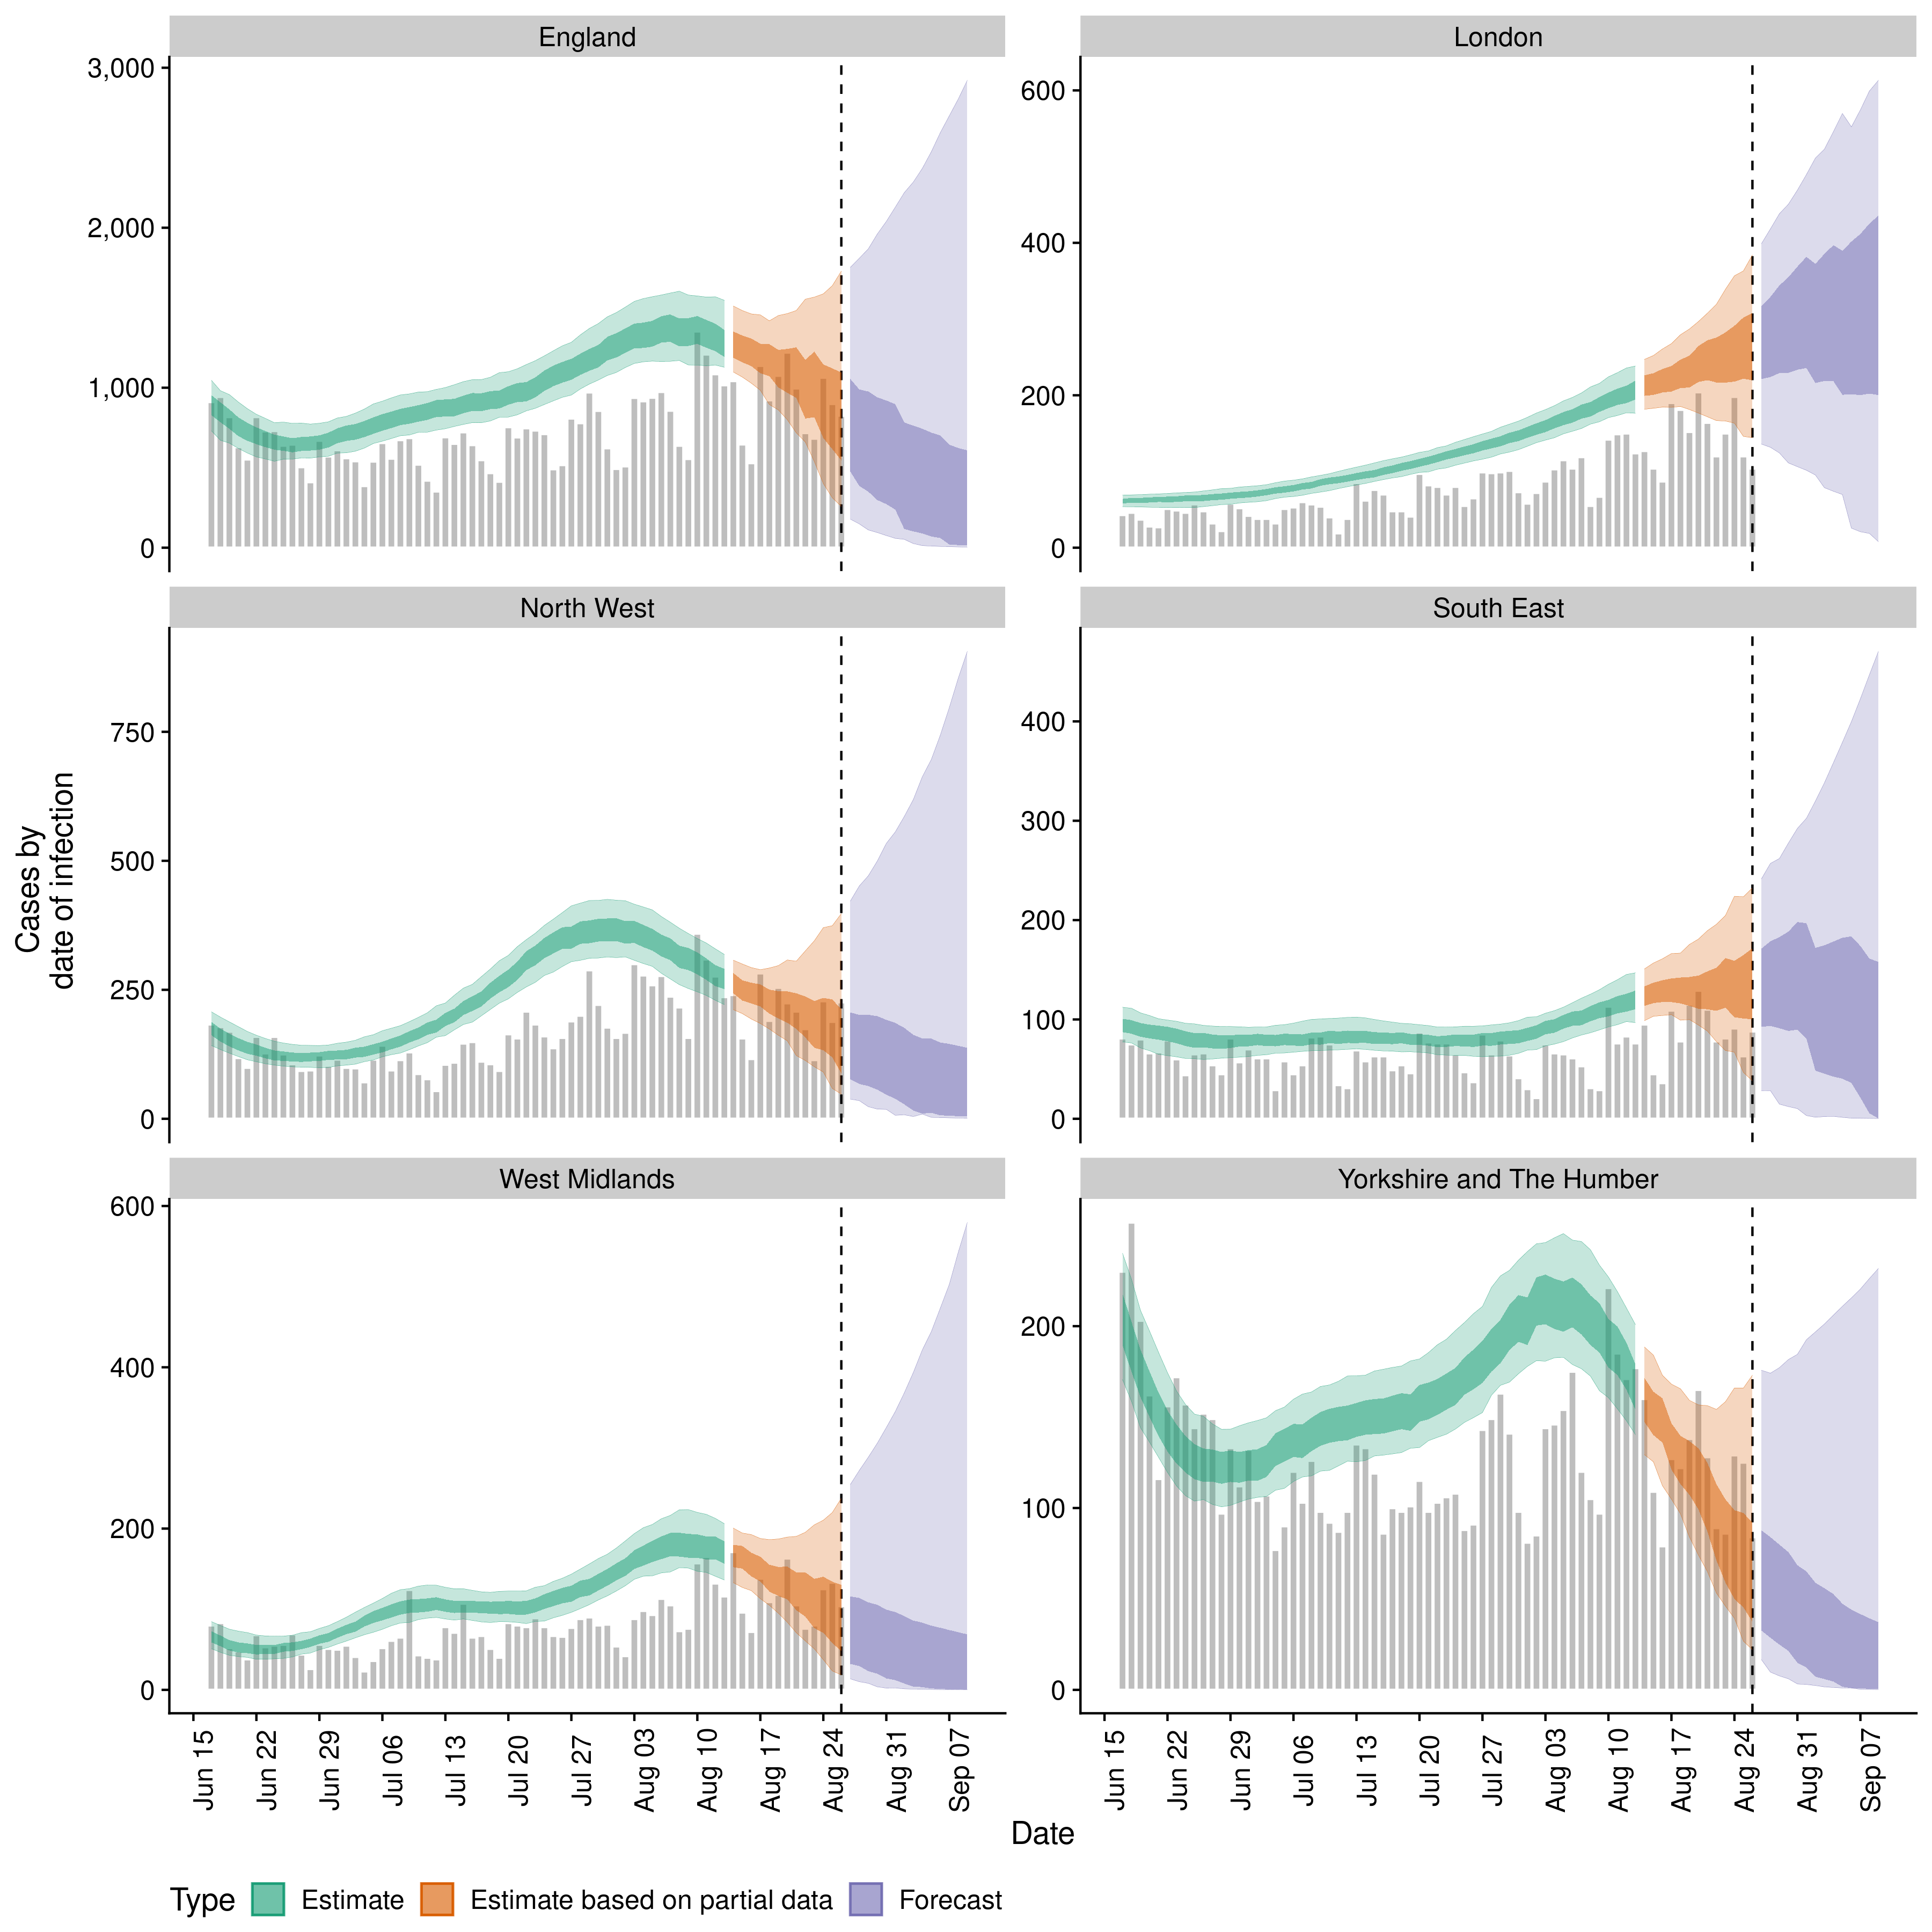 England
London
3,000
2,000
1,000
0
600
400
200
0
North West
South East
750
500
250
0
400
300
200
100
0
West Midlands
Yorkshire and The Humber
600
400
200
0
200
100
0
Cases by
date of infection
Jun 15
Jun 22
Jun 29
Jul 06
Jul 13
Jul 20
Jul 27
Aug 03
Aug 10
Aug 17
Aug 24
Aug 31
Sep 07
Jun 15
Jun 22
Jun 29
Jul 06
Jul 13
Jul 20
Jul 27
Aug 03
Aug 10
Aug 17
Aug 24
Aug 31
Sep 07
Date
Type Estimate Estimate based on partial data Forecast